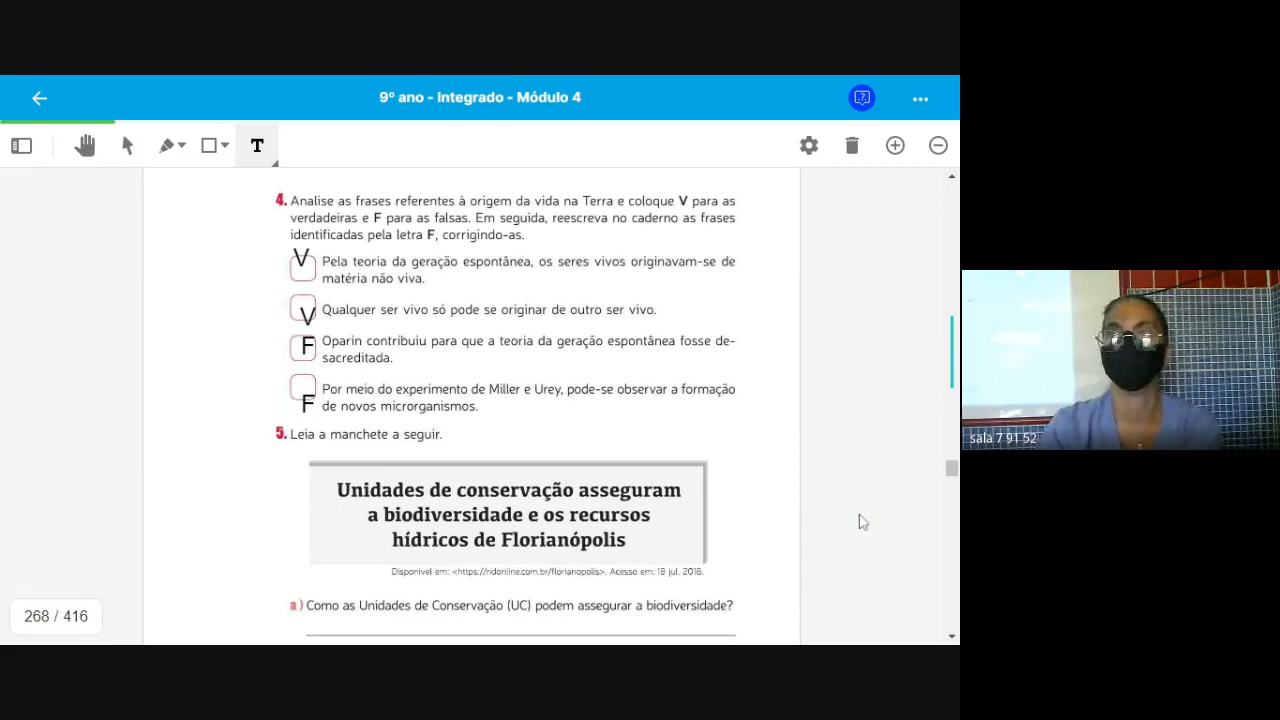 9º ano - Integrado - Módulo 4
T
4. Analise as frases referentes à origem da vida na Terra e coloque V para as
verdadeiras e F para as falsas. Em seguida, reescreva no caderno as frases
identificadas pela letra F, corrigindo-as.
V Pela teoria da geração espontânea, os seres vivos originavam-se de
matéria não viva.
V Qualquer ser vivo só pode se originar de outro ser vivo.
F Oparin contribuiu para que a teoria da geração espontânea fosse de-
sacreditada.
F Por meio do experimento de Miller e Urey, pode-se observar a formação
de novos microrganismos.
5. Leia a manchete a seguir.
Unidades de conservação asseguram
a biodiversidade e os recursos
hídricos de Florianópolis
Disponível em: <https://ndonline.com.br/florianopolis>. Acesso em: 18 jul. 2018.
a) Como as Unidades de Conservação (UC) podem assegurar a biodiversidade?
268 / 416
sala 7 91 52